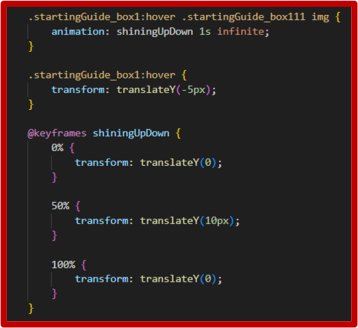 .startingGuide_box1:hover .startingGuide_box111 img {
    animation: shiningUpDown 1s infinite;
}

.startingGuide_box1:hover {
    transform: translateY(-5px);
}

@keyframes shiningUpDown {
    0% {
        transform: translateY(0);
    }

    50% {
        transform: translateY(10px);
    }

    100% {
        transform: translateY(0);
    }
}